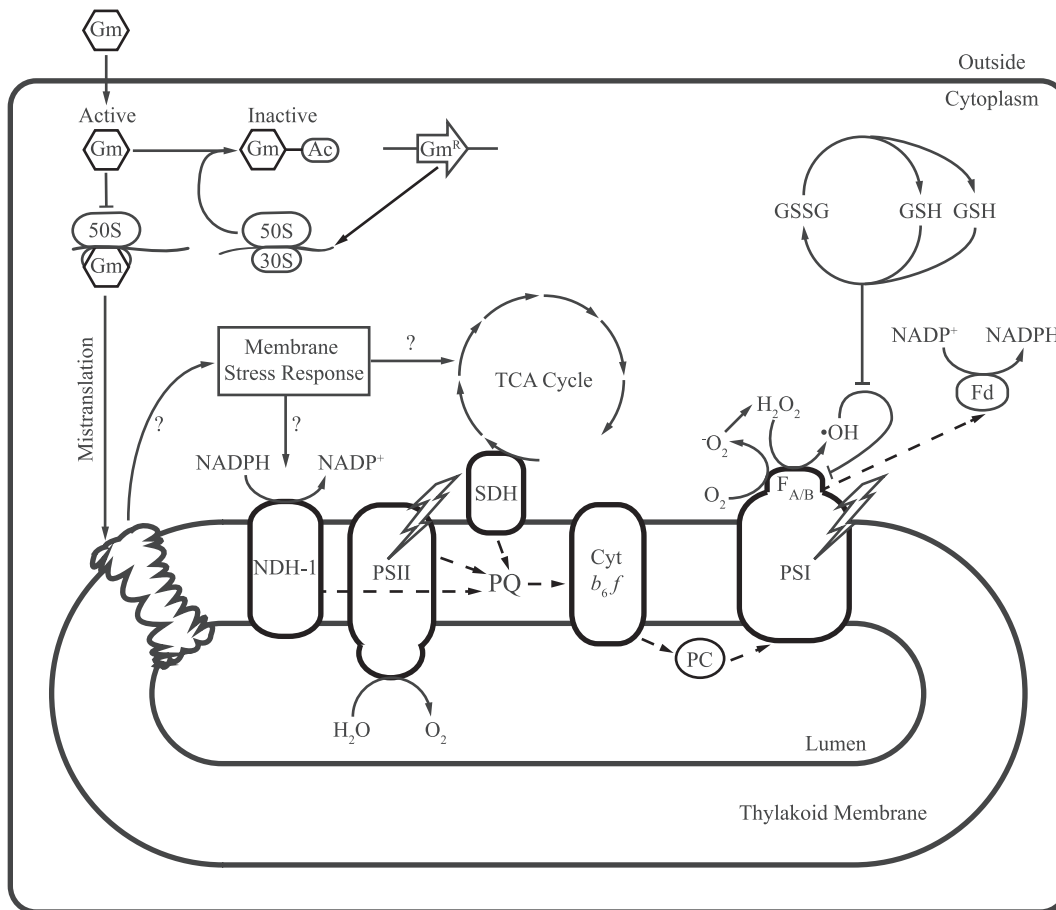 Gm
Outside
Cytoplasm
Active
Inactive
Gm
Gm
Ac
Gm^R
50S
Gm
50S
30S
GSSG
GSH
GSH
Mistranslation
Membrane
Stress Response
?
?
?
TCA Cycle
NADP⁺
NADPH
Fd
H₂O₂
•OH
⁻O₂
O₂
F_A/B
NADPH
NADP⁺
SDH
NDH-1
PSII
PQ
Cyt
b₆f
PSI
PC
H₂O
O₂
Lumen
Thylakoid Membrane